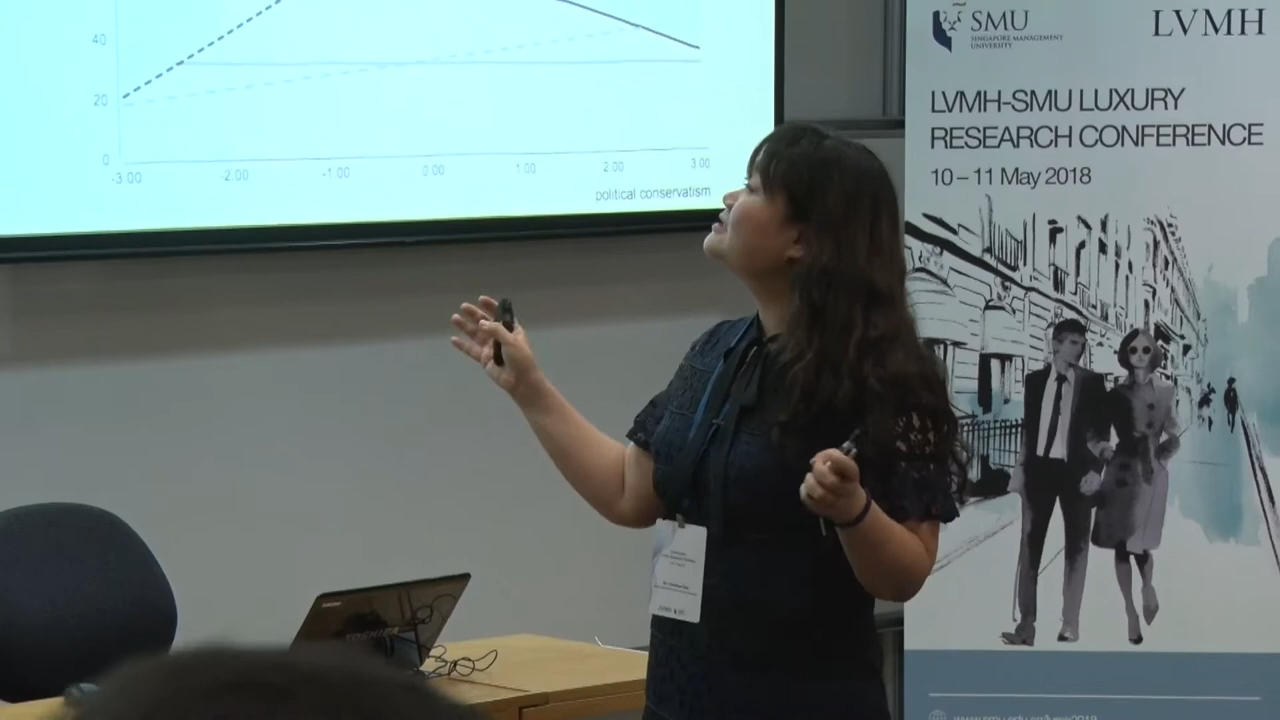 40
20
0
-3.00
-2.00
-1.00
0.00
1.00
2.00
3.00
political conservatism
SMU
SINGAPORE MANAGEMENT
UNIVERSITY
LVMH
LVMH-SMU LUXURY
RESEARCH CONFERENCE
10 – 11 May 2018
TOSHIBA